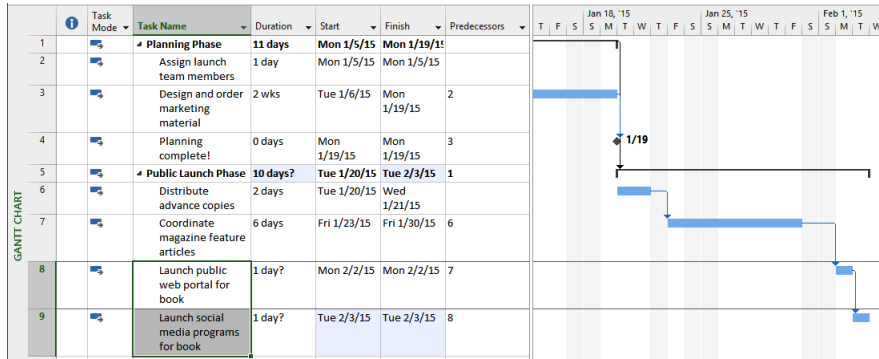 Jan 18, '15 Jan 25, '15 Feb 1, '15
Task Mode Task Name Duration Start Finish Predecessors T F S S M T W T F S S M T W T F S S M T W
1 Planning Phase 11 days Mon 1/5/15 Mon 1/19/15
2 Assign launch 1 day Mon 1/5/15 Mon 1/5/15
team members
3 Design and order 2 wks Tue 1/6/15 Mon 2
marketing 1/19/15
material
4 Planning 0 days Mon Mon 3
complete! 1/19/15 1/19/15 1/19
5 Public Launch Phase 10 days? Tue 1/20/15 Tue 2/3/15 1
6 Distribute 2 days Tue 1/20/15 Wed
advance copies 1/21/15
7 Coordinate 6 days Fri 1/23/15 Fri 1/30/15 6
magazine feature
articles
8 Launch public 1 day? Mon 2/2/15 Mon 2/2/15 7
web portal for
book
9 Launch social 1 day? Tue 2/3/15 Tue 2/3/15 8
media programs
for book
GANTT CHART